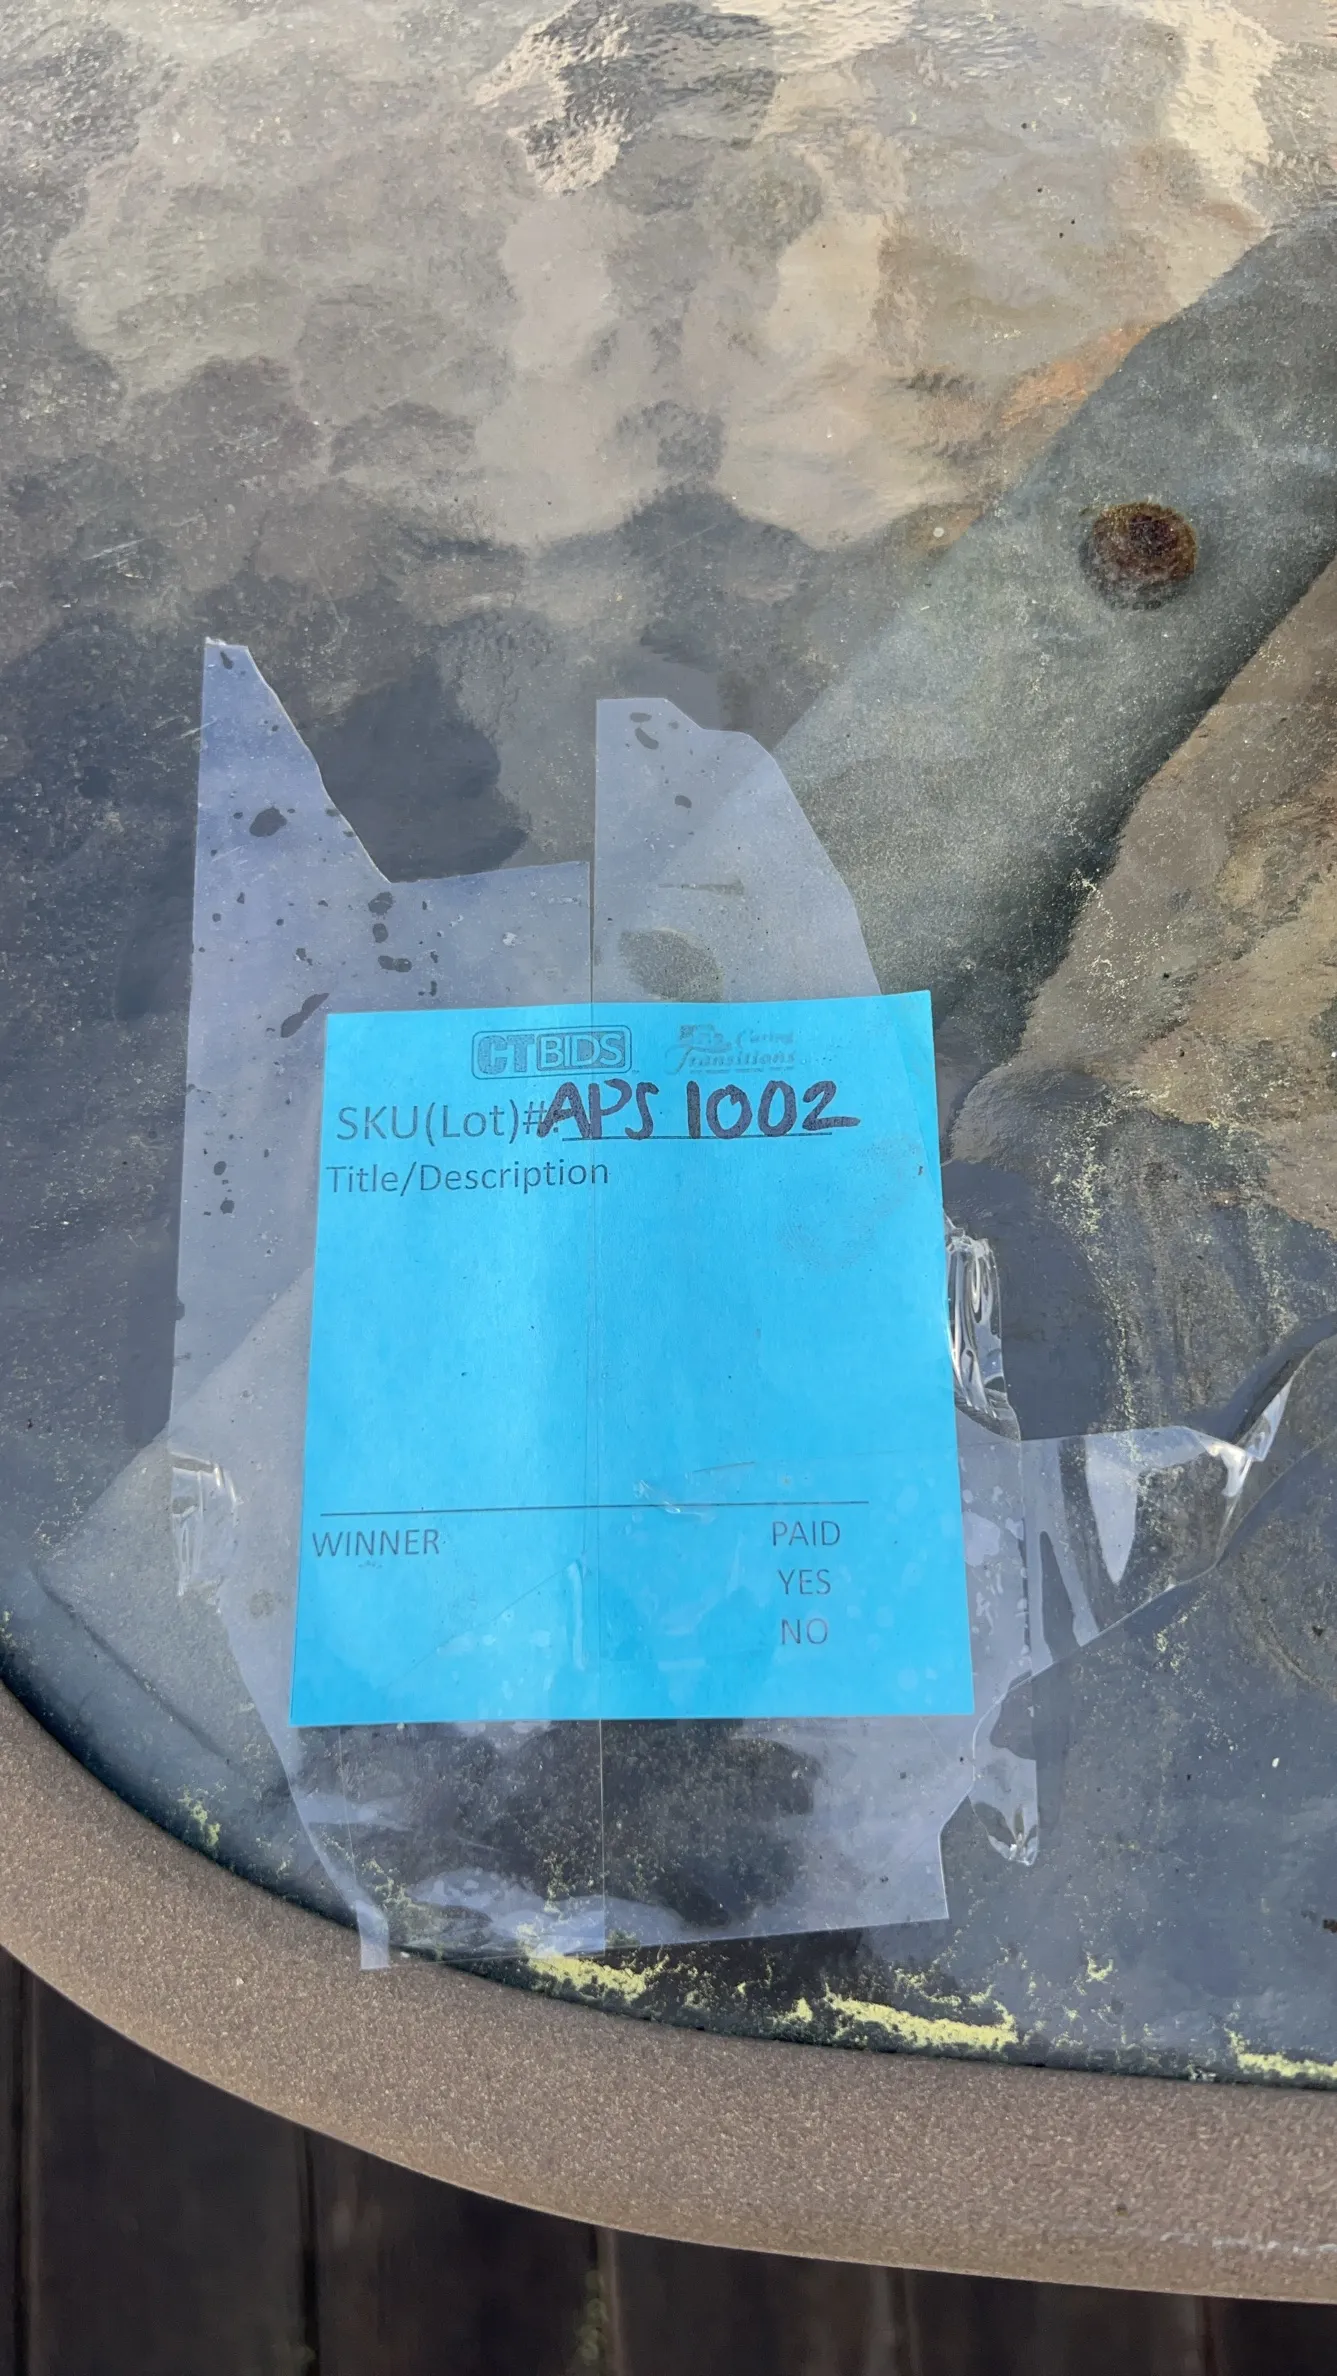 CTBIDS Caring
Transitions
SKU(Lot)#: APS 1002
Title/Description
WINNER PAID
YES
NO